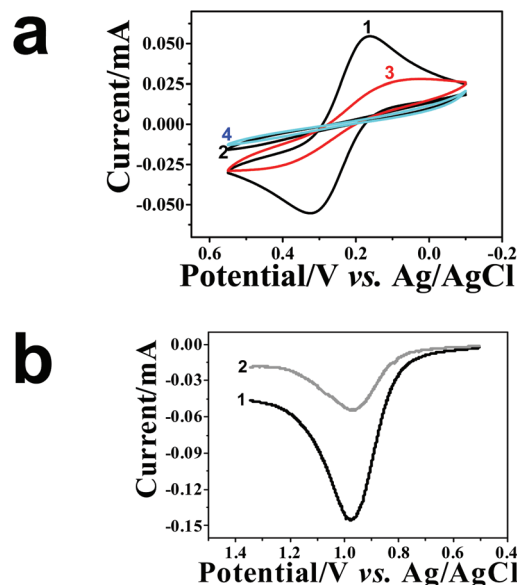 a
Current/mA
0.050
0.025
0.000
-0.025
-0.050
1
3
4
2
0.6 0.4 0.2 0.0 -0.2
Potential/V vs. Ag/AgCl
b
Current/mA
0.00
-0.03
-0.06
-0.09
-0.12
-0.15
2
1
1.4 1.2 1.0 0.8 0.6 0.4
Potential/V vs. Ag/AgCl